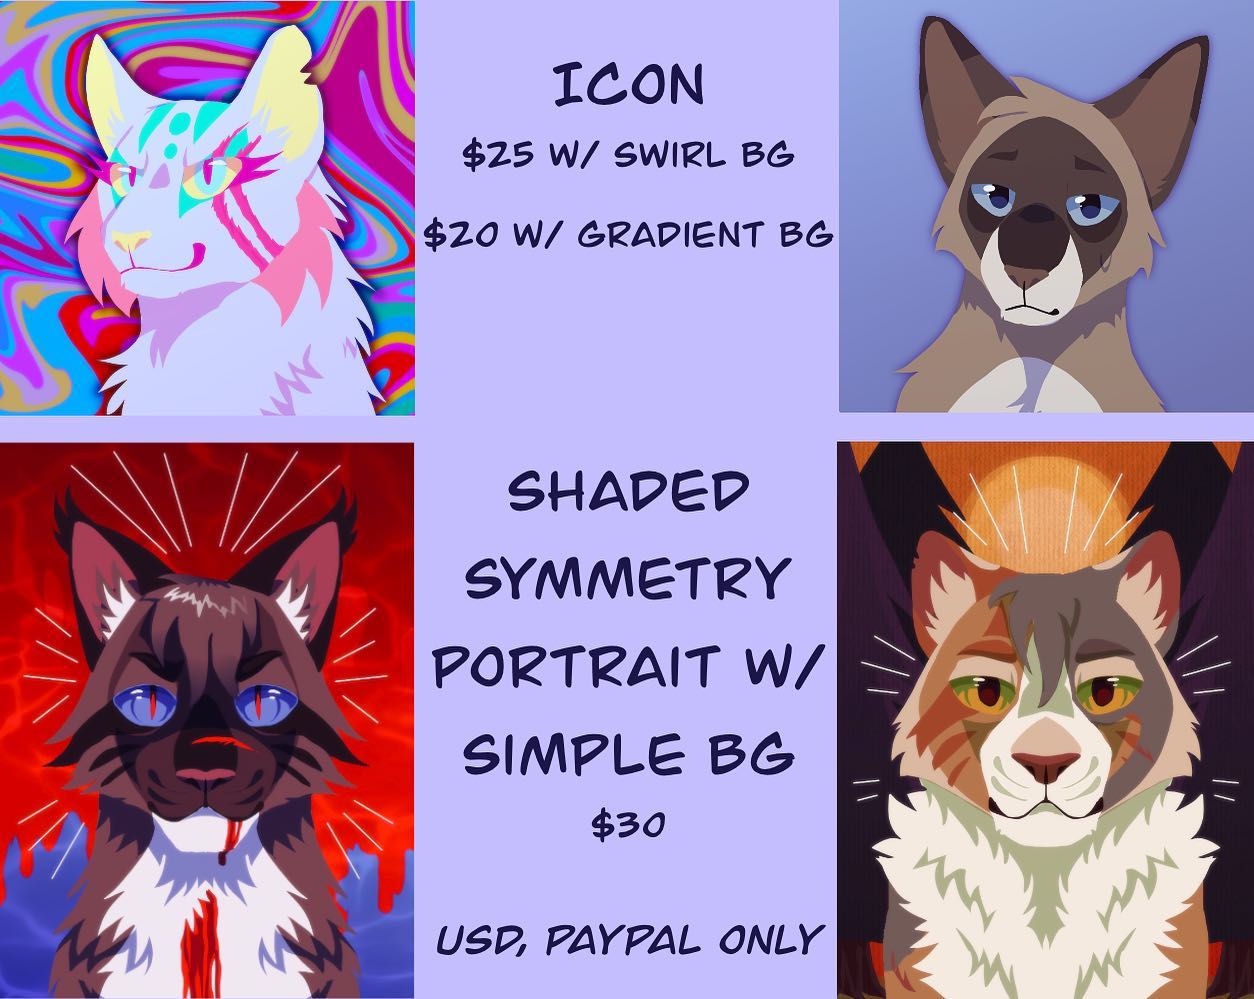 ICON
$25 W/ SWIRL BG
$20 W/ GRADIENT BG
SHADED
SYMMETRY
PORTRAIT W/
SIMPLE BG
$30
USD, PAYPAL ONLY